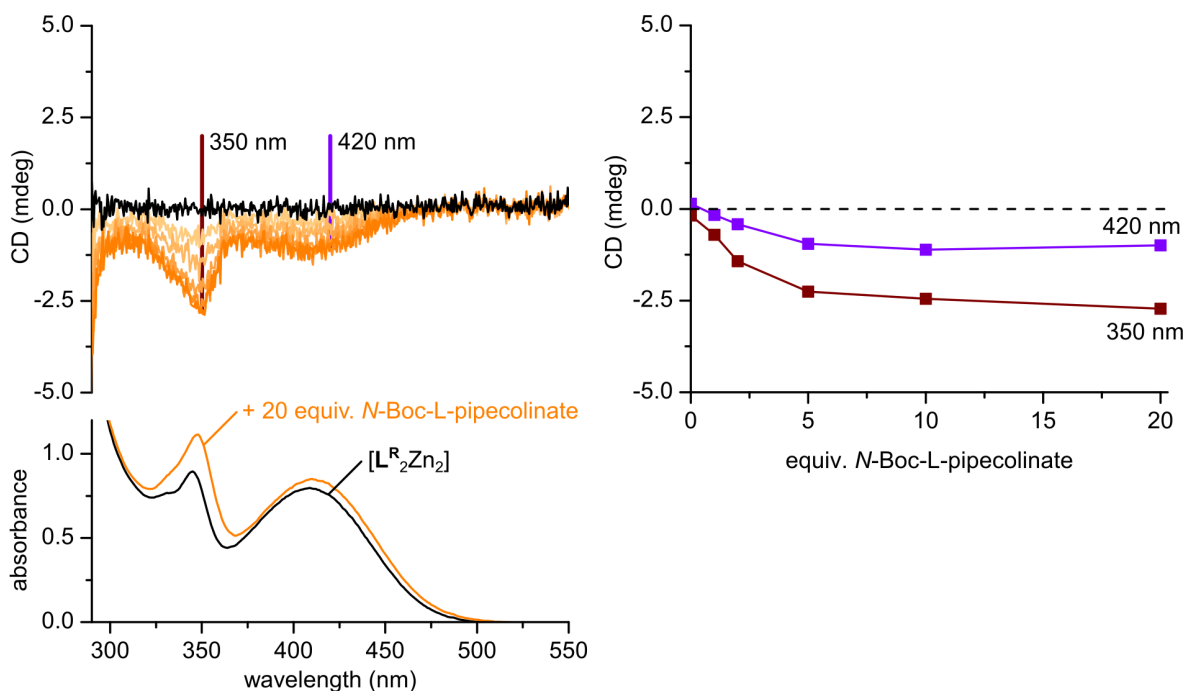 5.0
2.5
0.0
-2.5
-5.0
CD (mdeg)
350 nm
420 nm
+ 20 equiv. N-Boc-L-pipecolinate
[Lᴿ₂Zn₂]
1.0
0.5
0.0
absorbance
300 350 400 450 500 550
wavelength (nm)
5.0
2.5
0.0
-2.5
-5.0
CD (mdeg)
420 nm
350 nm
0 5 10 15 20
equiv. N-Boc-L-pipecolinate